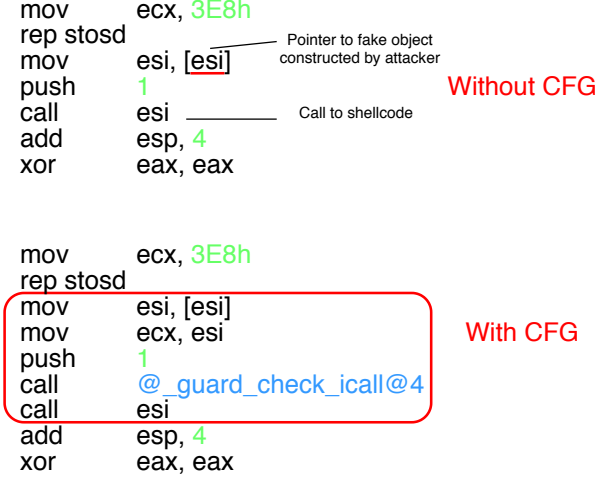 mov ecx, 3E8h
rep stosd
mov esi, [esi]
Pointer to fake object
constructed by attacker
push 1
Without CFG
call esi
Call to shellcode
add esp, 4
xor eax, eax
mov ecx, 3E8h
rep stosd
mov esi, [esi]
mov ecx, esi
With CFG
push 1
call @_guard_check_icall@4
call esi
add esp, 4
xor eax, eax